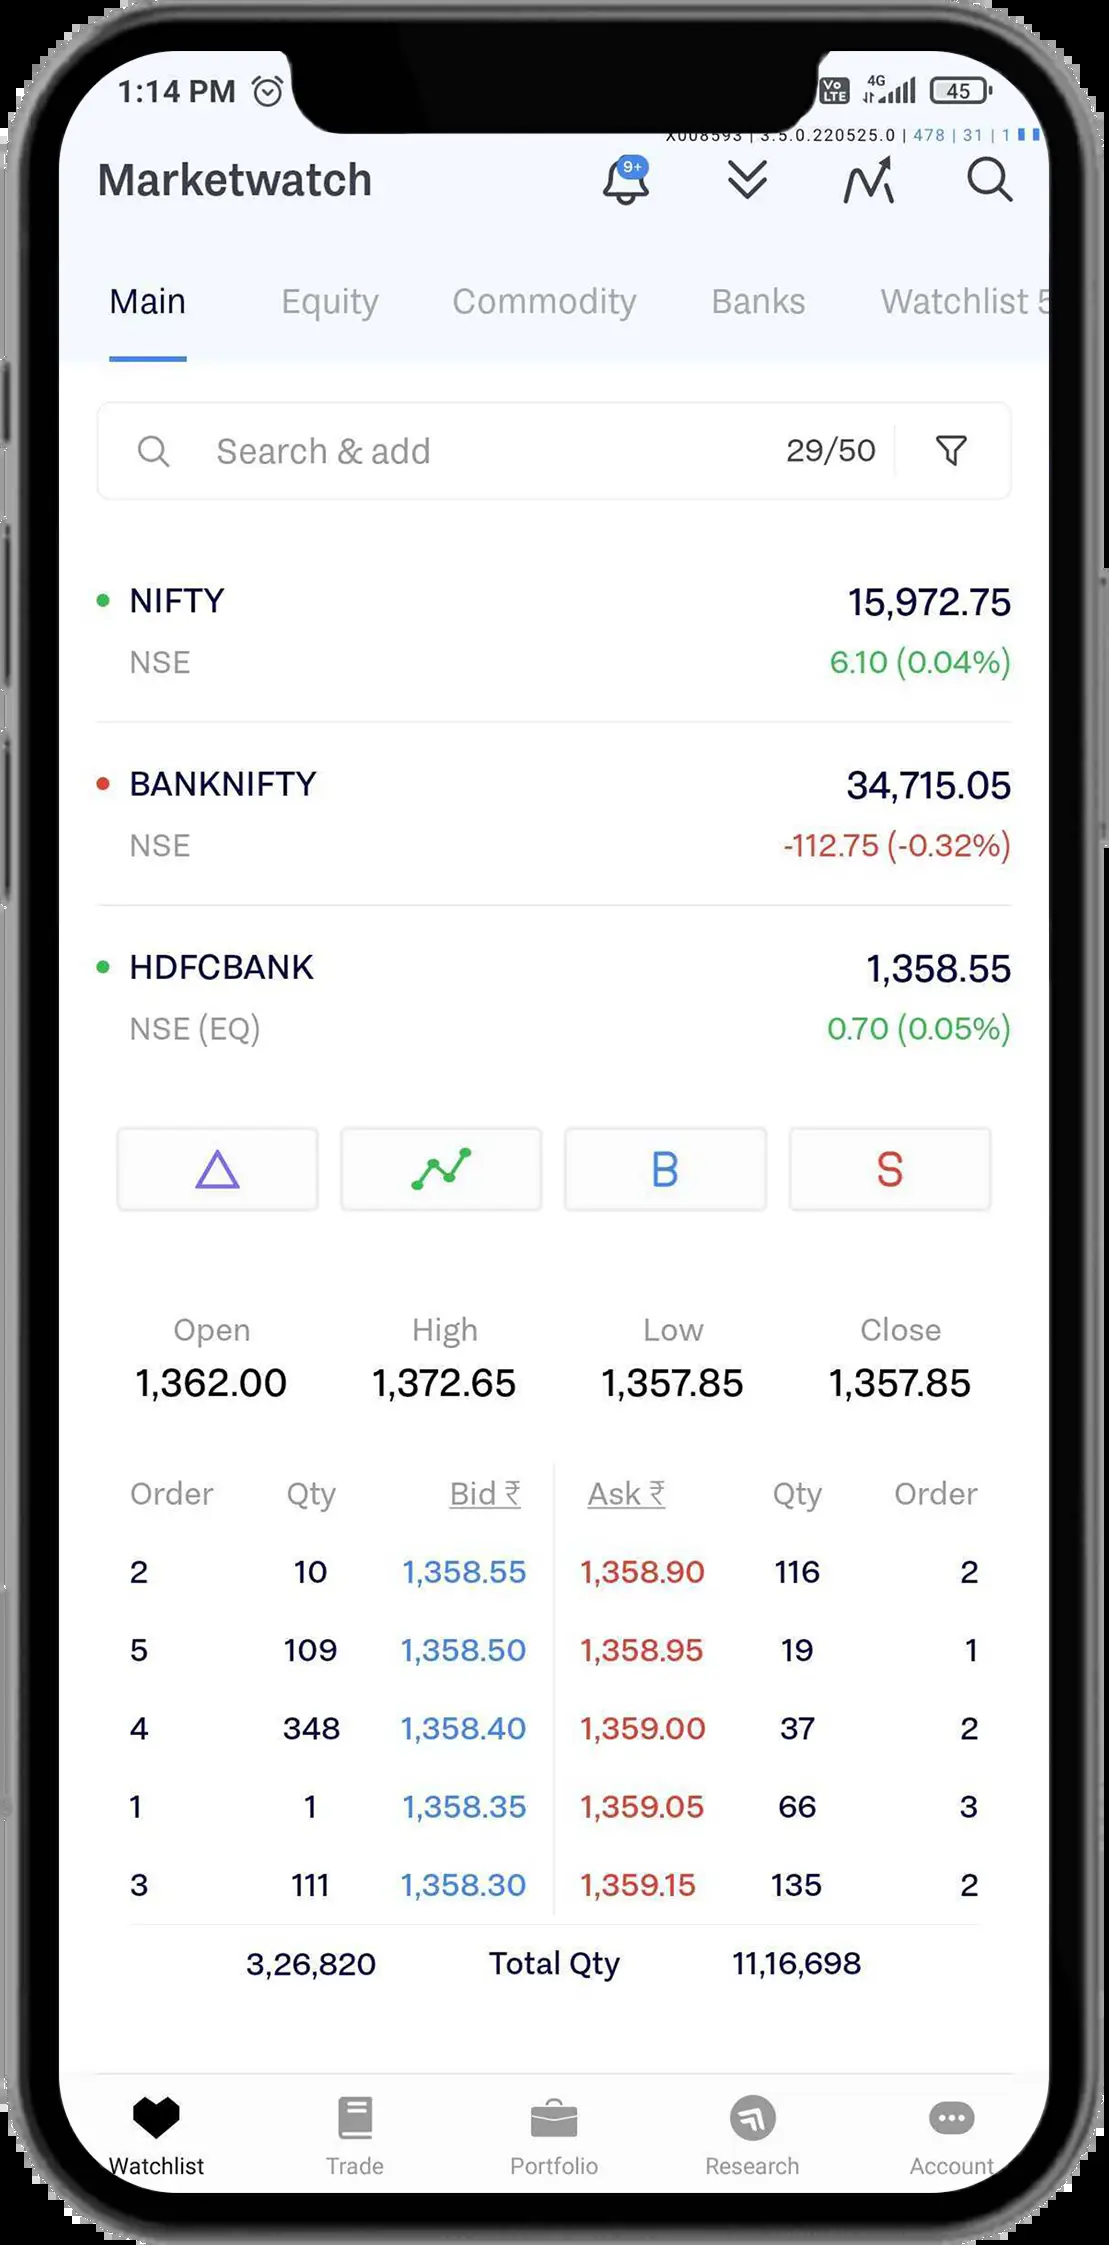 1:14 PM VoLTE 4G 45
X008593 | 3.5.0.220525.0 | 478 | 31 | 1
Marketwatch 9+
Main Equity Commodity Banks Watchlist 5
Search & add 29/50
NIFTY 15,972.75
NSE 6.10 (0.04%)
BANKNIFTY 34,715.05
NSE -112.75 (-0.32%)
HDFCBANK 1,358.55
NSE (EQ) 0.70 (0.05%)
B S
Open High Low Close
1,362.00 1,372.65 1,357.85 1,357.85
Order Qty Bid ₹ Ask ₹ Qty Order
2 10 1,358.55 1,358.90 116 2
5 109 1,358.50 1,358.95 19 1
4 348 1,358.40 1,359.00 37 2
1 1 1,358.35 1,359.05 66 3
3 111 1,358.30 1,359.15 135 2
3,26,820 Total Qty 11,16,698
Watchlist Trade Portfolio Research Account